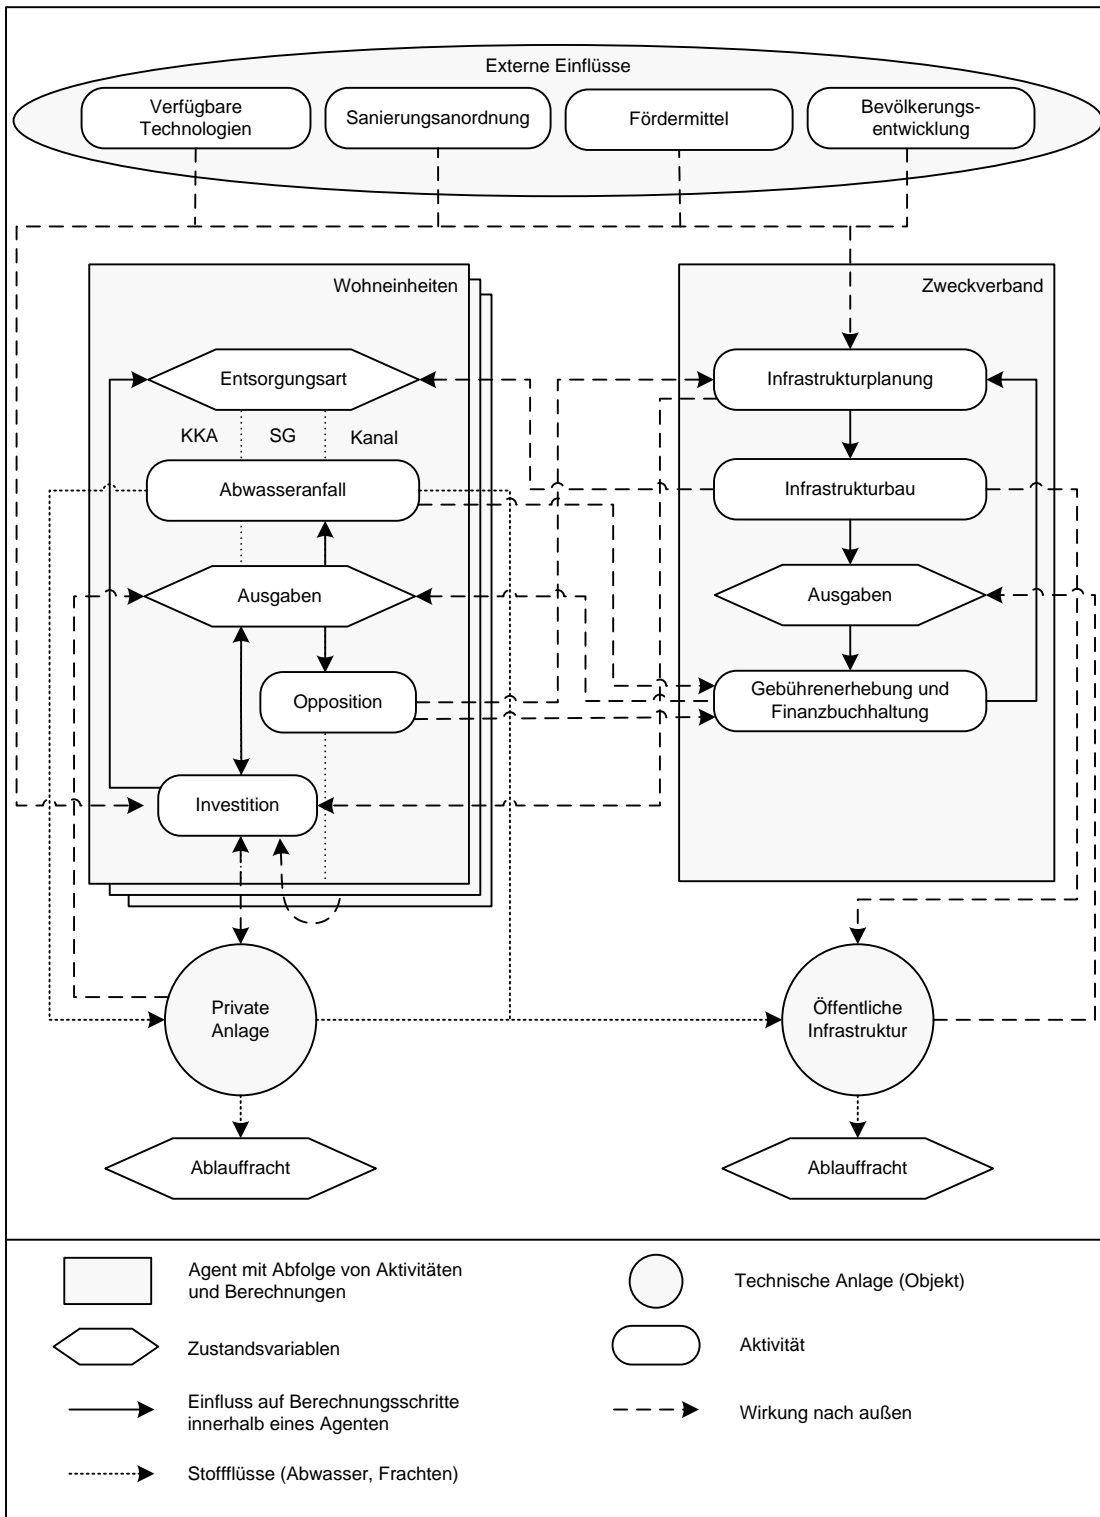 Externe Einflüsse
Verfügbare
Technologien
Sanierungsanordnung
Fördermittel
Bevölkerungs-
entwicklung
Wohneinheiten
Entsorgungsart
KKA
SG
Kanal
Abwasseranfall
Ausgaben
Opposition
Investition
Zweckverband
Infrastrukturplanung
Infrastrukturbau
Ausgaben
Gebührenerhebung und
Finanzbuchhaltung
Private
Anlage
Öffentliche
Infrastruktur
Ablauffracht
Ablauffracht
Agent mit Abfolge von Aktivitäten
und Berechnungen
Technische Anlage (Objekt)
Zustandsvariablen
Aktivität
Einfluss auf Berechnungsschritte
innerhalb eines Agenten
Wirkung nach außen
Stoffflüsse (Abwasser, Frachten)